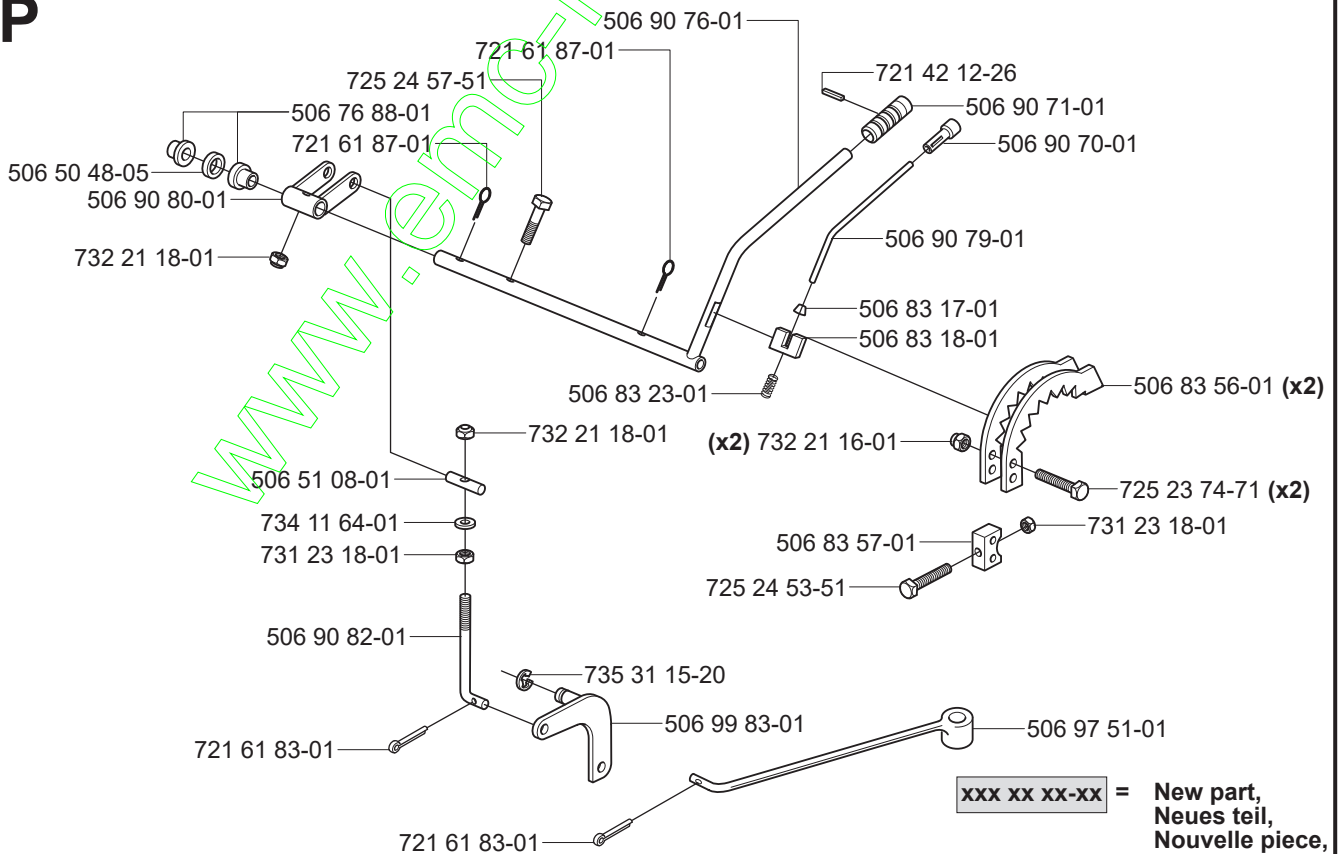 P
506 90 76-01
721 61 87-01
725 24 57-51
721 42 12-26
506 76 88-01
506 90 71-01
721 61 87-01
506 90 70-01
506 50 48-05
506 90 80-01
506 90 79-01
732 21 18-01
506 83 17-01
506 83 18-01
506 83 23-01
506 83 56-01 (x2)
732 21 18-01
(x2) 732 21 16-01
506 51 08-01
725 23 74-71 (x2)
734 11 64-01
731 23 18-01
731 23 18-01
506 83 57-01
725 24 53-51
506 90 82-01
735 31 15-20
506 99 83-01
506 97 51-01
721 61 83-01
xxx xx xx-xx = New part,
Neues teil,
Nouvelle piece,
721 61 83-01